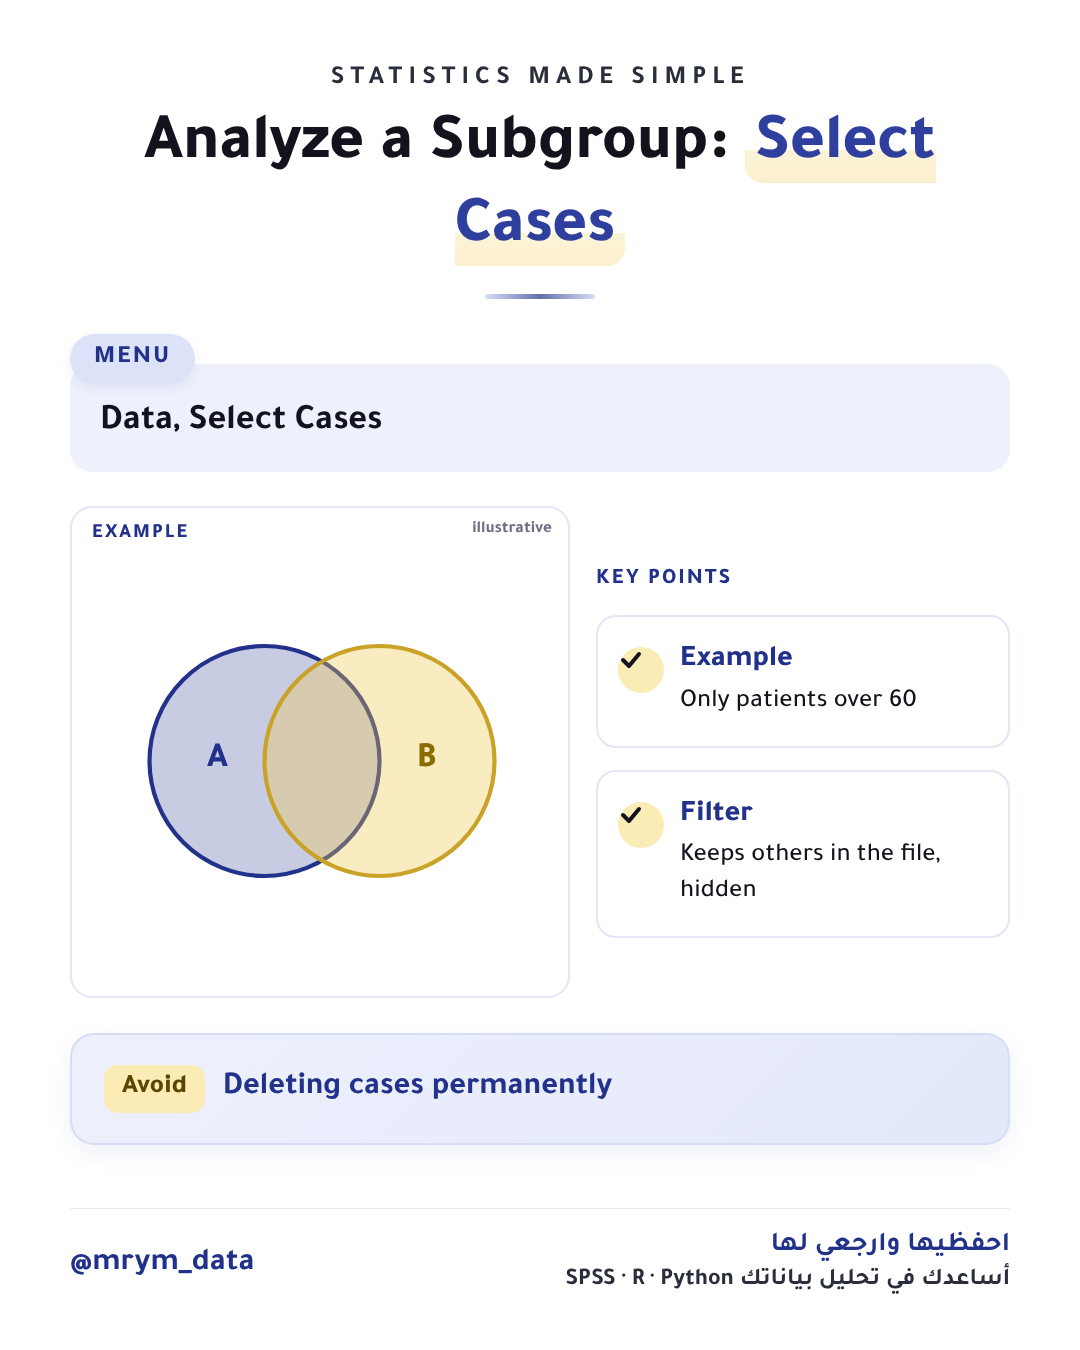 STATISTICS MADE SIMPLE
Analyze a Subgroup: Select
Cases
MENU
Data, Select Cases
EXAMPLE
illustrative
A
B
KEY POINTS
Example
Only patients over 60
Filter
Keeps others in the file,
hidden
Avoid
Deleting cases permanently
@mrym_data
احفظيها وارجعي لها
أساعدك في تحليل بياناتك SPSS · R · Python